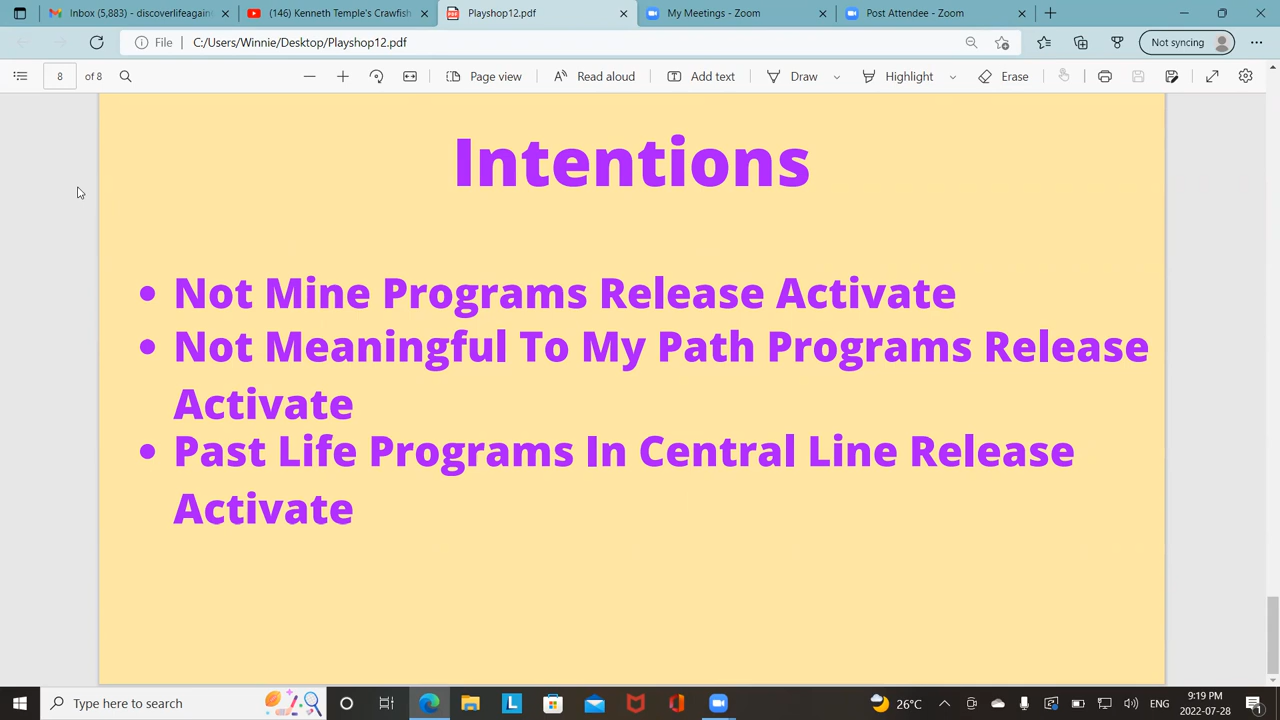 Inbox (5,883) - discoverlifeagain
(146) Kenneth Temple's Crawfish
Playshop12.pdf
My Meetings - Zoom
Post Attendee - Zoom
File
C:/Users/Winnie/Desktop/Playshop12.pdf
Not syncing
8 of 8
Page view
Read aloud
Add text
Draw
Highlight
Erase
Intentions
• Not Mine Programs Release Activate
• Not Meaningful To My Path Programs Release
Activate
• Past Life Programs In Central Line Release
Activate
Type here to search
L
26°C
ENG
9:19 PM
2022-07-28
1